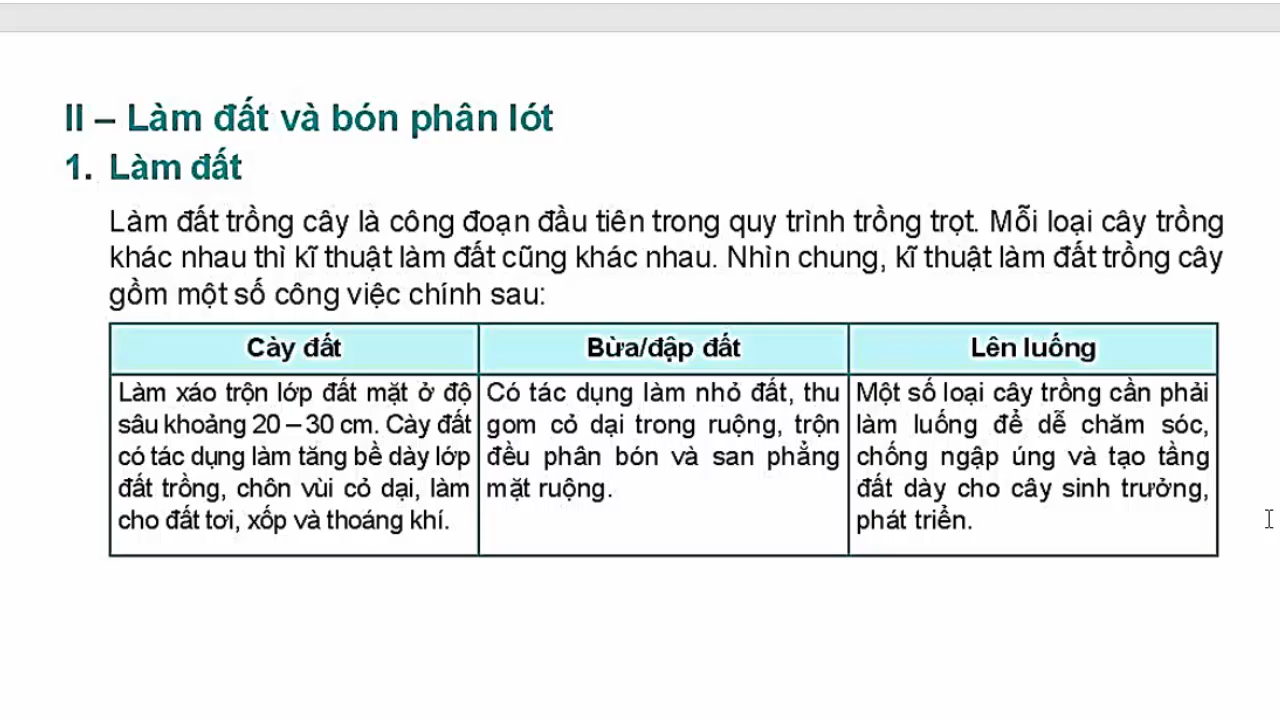 II – Làm đất và bón phân lót
1. Làm đất
Làm đất trồng cây là công đoạn đầu tiên trong quy trình trồng trọt. Mỗi loại cây trồng
khác nhau thì kĩ thuật làm đất cũng khác nhau. Nhìn chung, kĩ thuật làm đất trồng cây
gồm một số công việc chính sau:
Cày đất
Làm xáo trộn lớp đất mặt ở độ
sâu khoảng 20 – 30 cm. Cày đất
có tác dụng làm tăng bề dày lớp
đất trồng, chôn vùi cỏ dại, làm
cho đất tơi, xốp và thoáng khí.
Bừa/đập đất
Có tác dụng làm nhỏ đất, thu
gom cỏ dại trong ruộng, trộn
đều phân bón và san phẳng
mặt ruộng.
Lên luống
Một số loại cây trồng cần phải
làm luống để dễ chăm sóc,
chống ngập úng và tạo tầng
đất dày cho cây sinh trưởng,
phát triển.